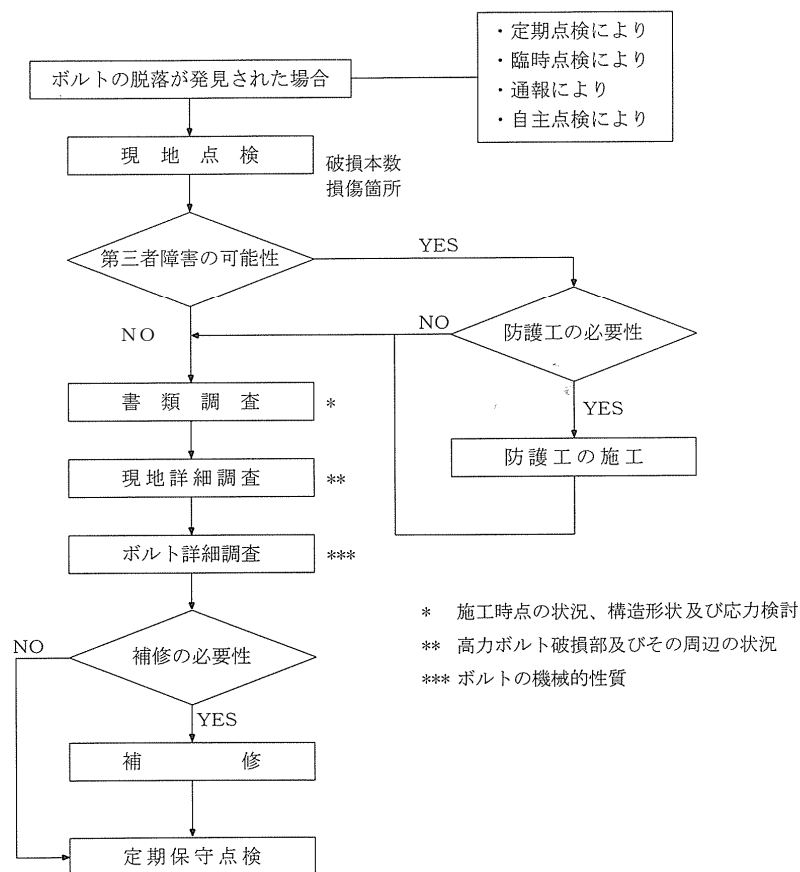 ・定期点検により
・臨時点検により
・通報により
・自主点検により
ボルトの脱落が発見された場合
現地点検
破損本数
損傷箇所
第三者障害の可能性
YES
NO
防護工の必要性
NO
YES
防護工の施工
書類調査
*
現地詳細調査
**
ボルト詳細調査
***
* 施工時点の状況、構造形状及び応力検討
** 高力ボルト破損部及びその周辺の状況
*** ボルトの機械的性質
補修の必要性
NO
YES
補修
定期保守点検